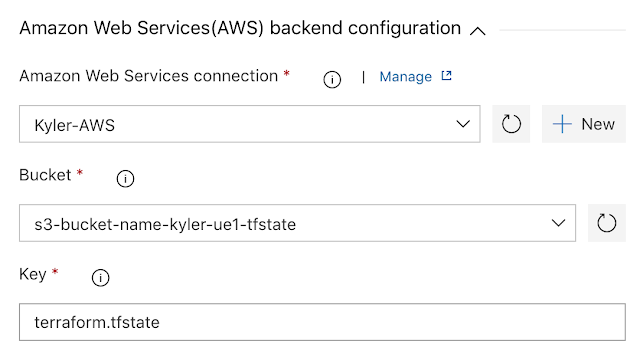 Amazon Web Services(AWS) backend configuration
Amazon Web Services connection * | Manage
Kyler-AWS + New
Bucket *
s3-bucket-name-kyler-ue1-tfstate
Key *
terraform.tfstate